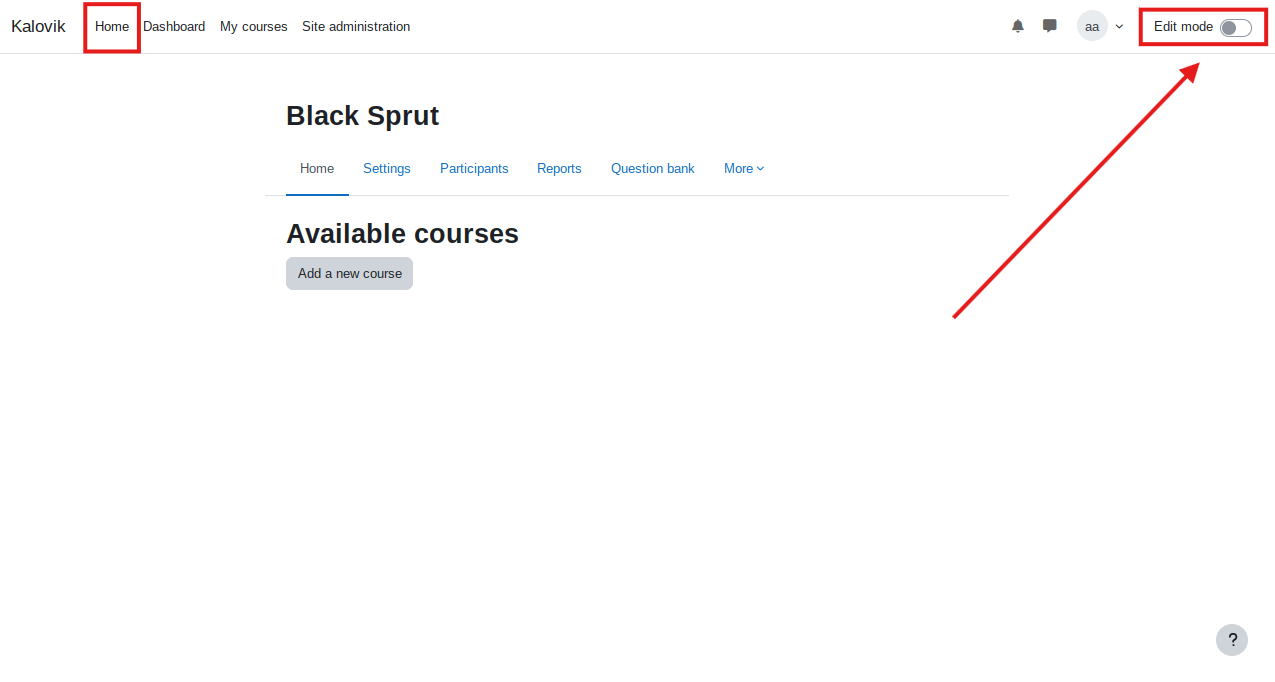 Kalovik Home Dashboard My courses Site administration aa Edit mode
Black Sprut
Home Settings Participants Reports Question bank More
Available courses
Add a new course
?